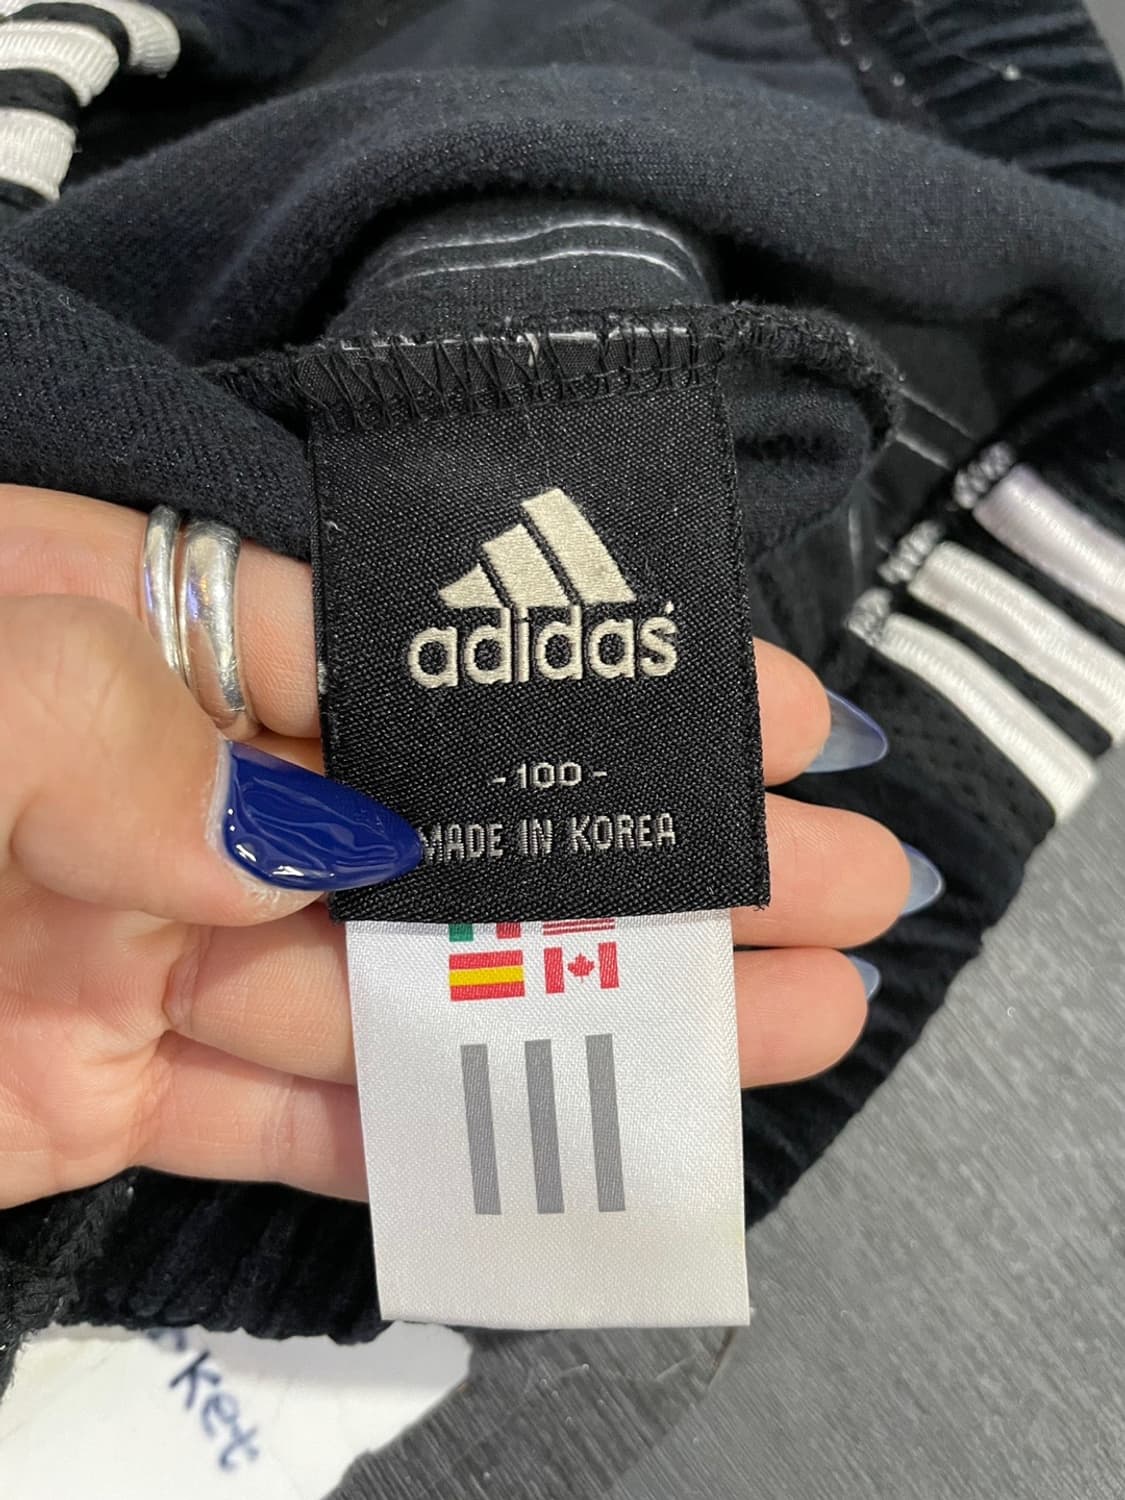 adidas
- 100 -
MADE IN KOREA